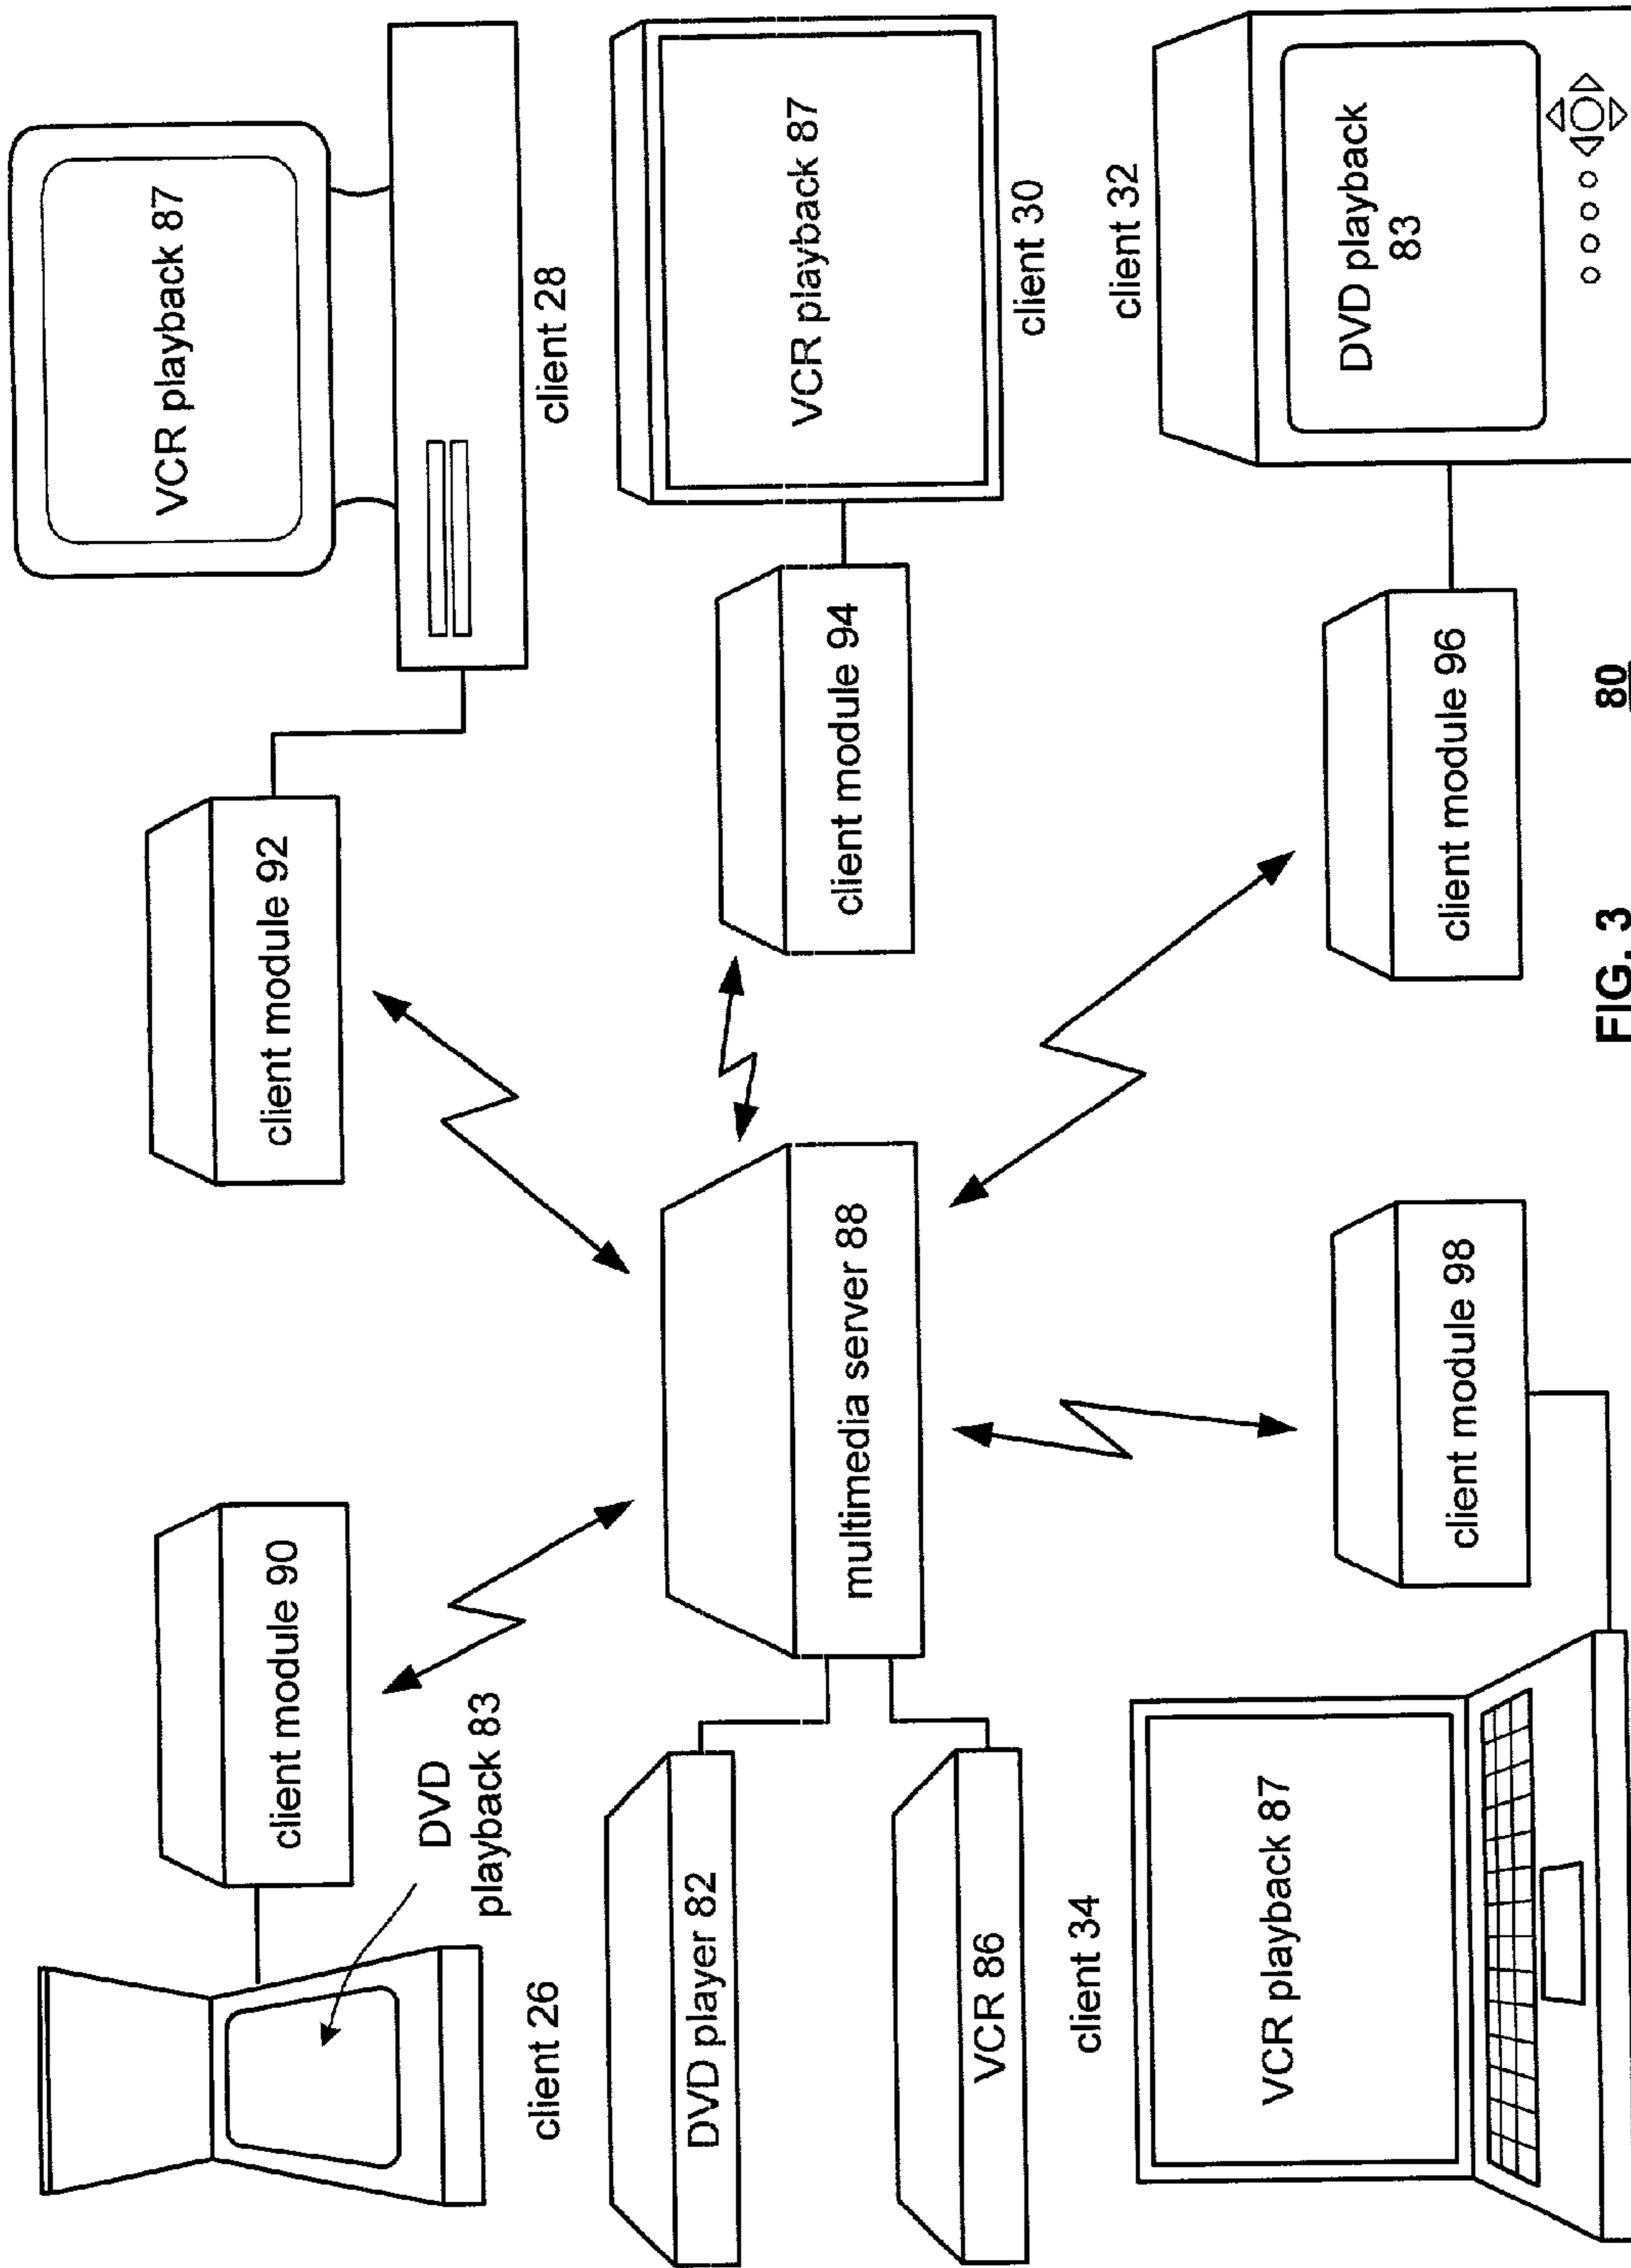 client module 90
DVD
playback 83
client 26
client module 92
VCR playback 87
client 28
DVD player 82
VCR 86
multimedia server 88
client module 94
VCR playback 87
client 30
client 34
VCR playback 87
client module 98
client module 96
client 32
DVD playback
83
FIG. 3
80